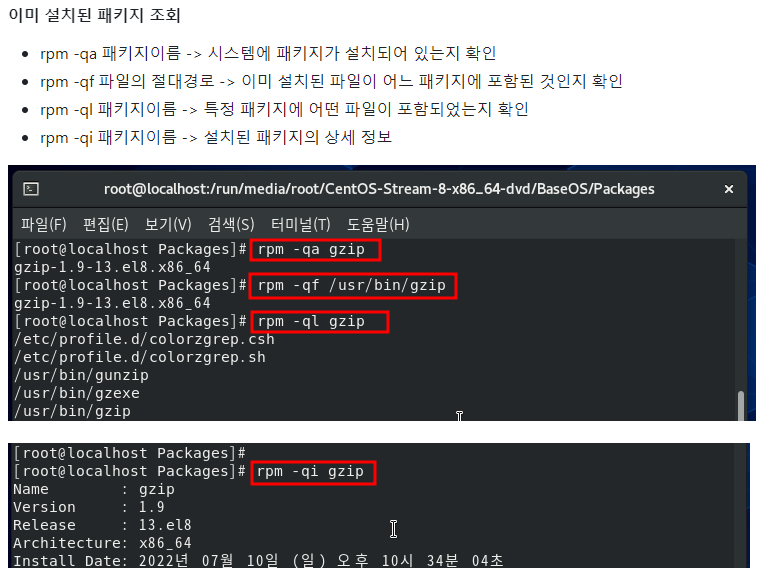 이미 설치된 패키지 조회
• rpm -qa 패키지이름 -> 시스템에 패키지가 설치되어 있는지 확인
• rpm -qf 파일의 절대경로 -> 이미 설치된 파일이 어느 패키지에 포함된 것인지 확인
• rpm -ql 패키지이름 -> 특정 패키지에 어떤 파일이 포함되었는지 확인
• rpm -qi 패키지이름 -> 설치된 패키지의 상세 정보
root@localhost:/run/media/root/CentOS-Stream-8-x86_64-dvd/BaseOS/Packages ×
파일(F) 편집(E) 보기(V) 검색(S) 터미널(T) 도움말(H)
[root@localhost Packages]# rpm -qa gzip
gzip-1.9-13.el8.x86_64
[root@localhost Packages]# rpm -qf /usr/bin/gzip
gzip-1.9-13.el8.x86_64
[root@localhost Packages]# rpm -ql gzip
/etc/profile.d/colorzgrep.csh
/etc/profile.d/colorzgrep.sh
/usr/bin/gunzip
/usr/bin/gzexe
/usr/bin/gzip
[root@localhost Packages]#
[root@localhost Packages]# rpm -qi gzip
Name : gzip
Version : 1.9
Release : 13.el8
Architecture: x86_64
Install Date: 2022년 07월 10일 (일) 오후 10시 34분 04초